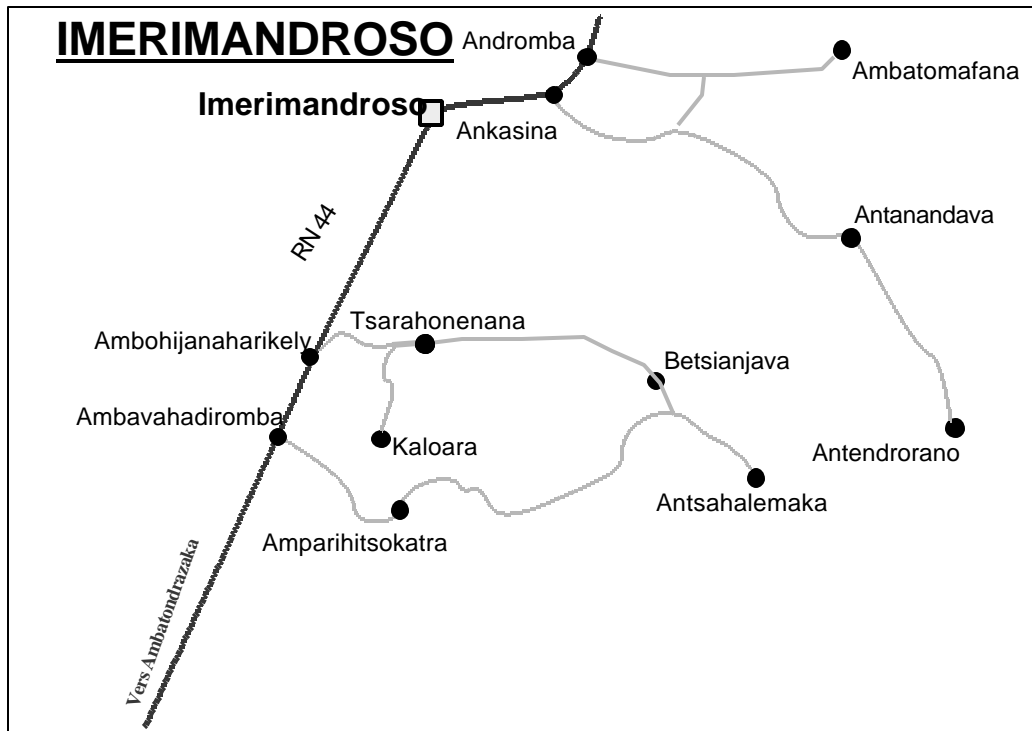 IMERIMANDROSO
Andromba
Ambatomafana
Imerimandroso
Ankasina
RN 44
Antanandava
Tsarahonenana
Ambohijanaharikely
Betsianjava
Ambavahadiromba
Kaloara
Antendrorano
Antsahalemaka
Amparihitsokatra
Vers Ambatondrazaka